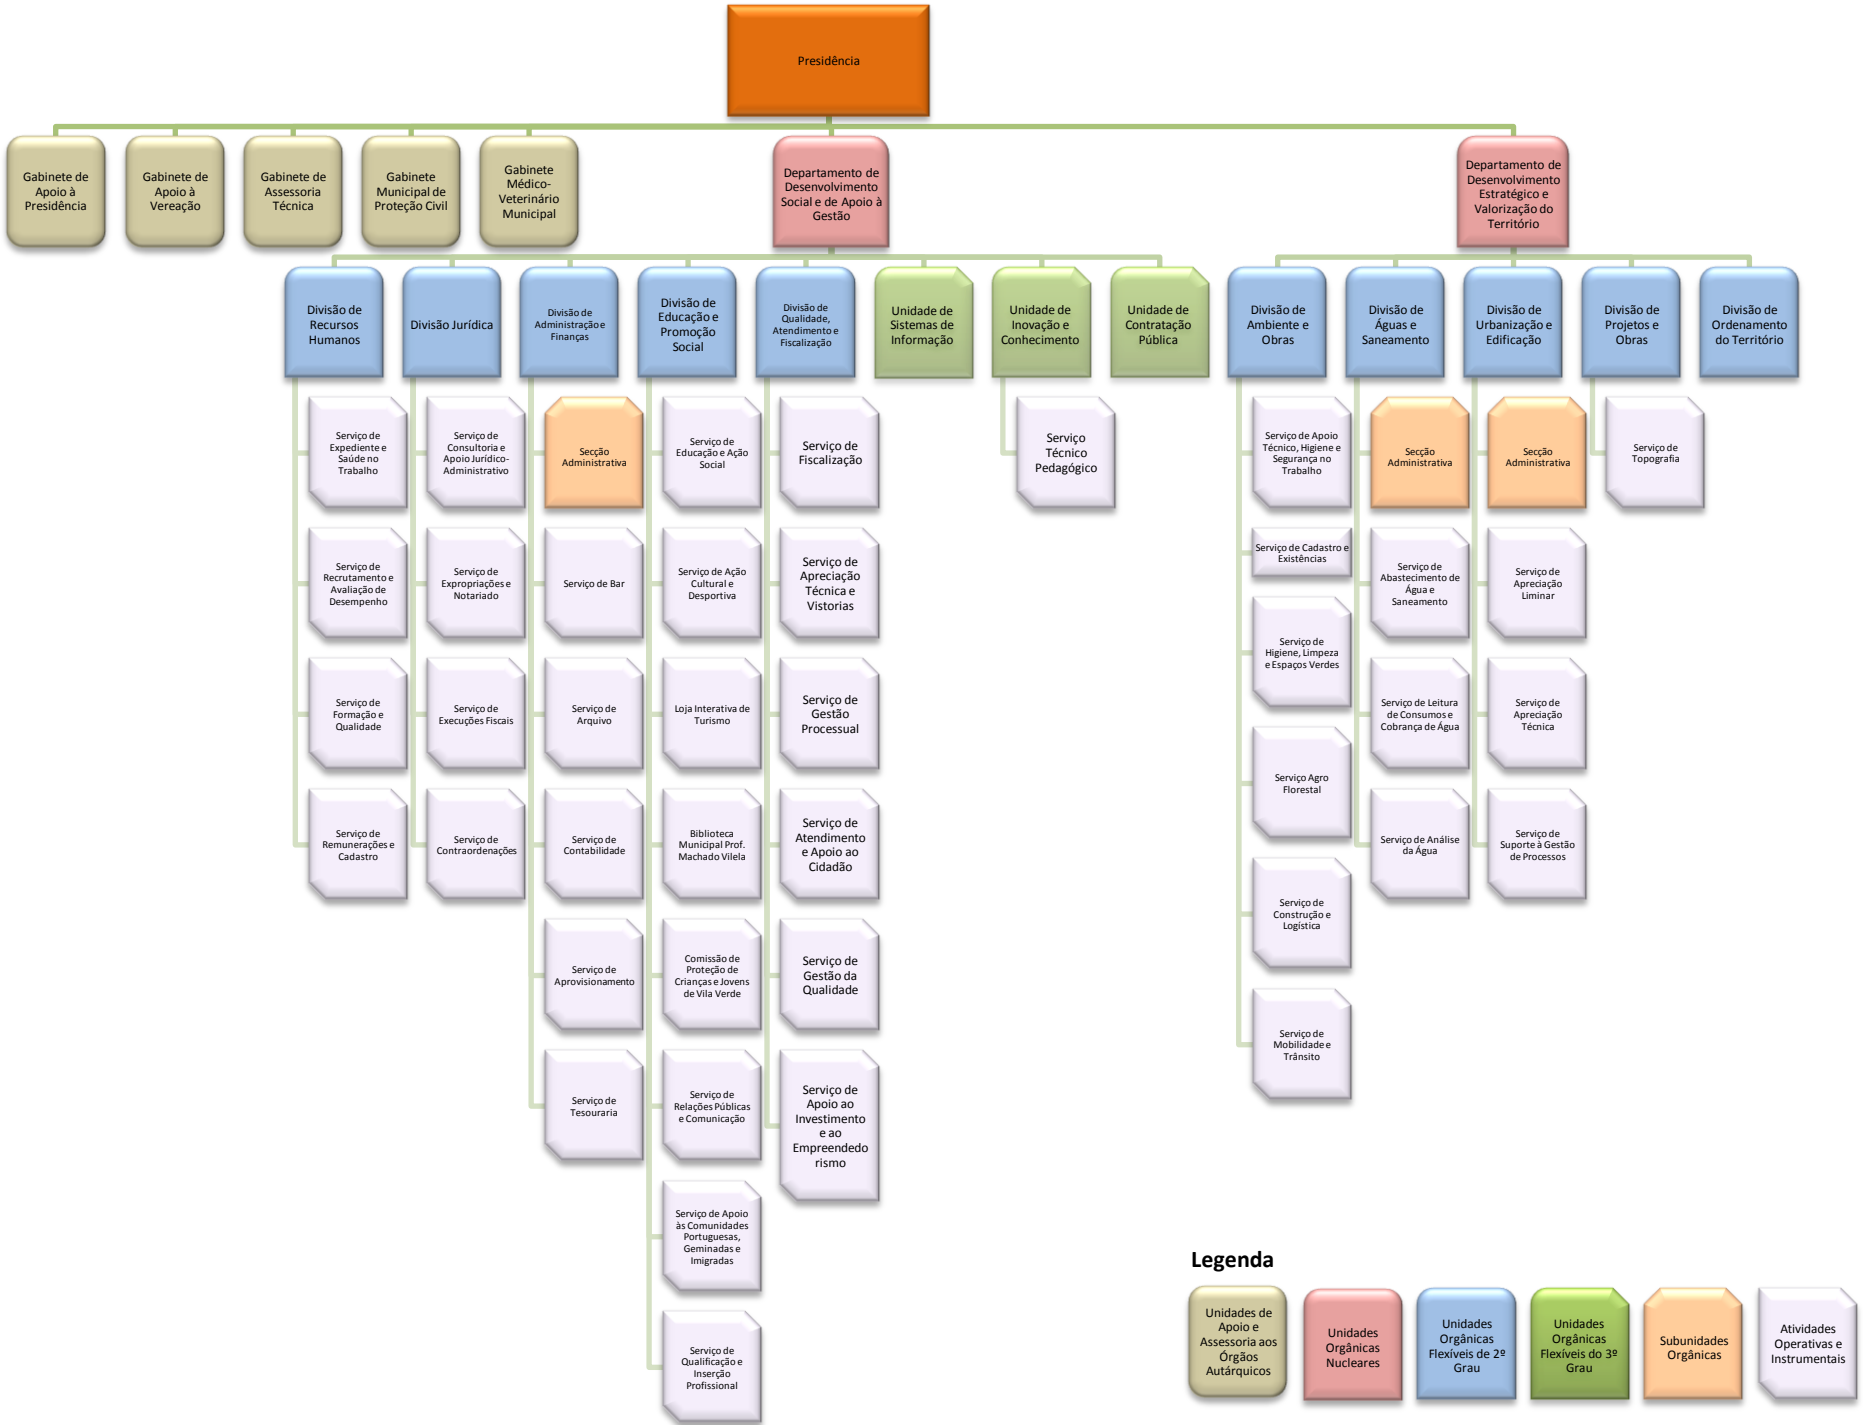 Presidência
Gabinete de
Apoio à
Presidência
Gabinete de
Apoio à
Vereação
Gabinete de
Assessoria
Técnica
Gabinete
Municipal de
Proteção Civil
Gabinete
Médico-
Veterinário
Municipal
Departamento de
Desenvolvimento
Social e de Apoio à
Gestão
Departamento de
Desenvolvimento
Estratégico e
Valorização do
Território
Divisão de
Recursos
Humanos
Divisão Jurídica
Divisão de
Administração e
Finanças
Divisão de
Educação e
Promoção
Social
Divisão de
Qualidade,
Atendimento e
Fiscalização
Unidade de
Sistemas de
Informação
Unidade de
Inovação e
Conhecimento
Unidade de
Contratação
Pública
Divisão de
Ambiente e
Obras
Divisão de
Águas e
Saneamento
Divisão de
Urbanização e
Edificação
Divisão de
Projetos e
Obras
Divisão de
Ordenamento
do Território
Serviço de
Expediente e
Saúde no
Trabalho
Serviço de
Recrutamento e
Avaliação de
Desempenho
Serviço de
Formação e
Qualidade
Serviço de
Remunerações e
Cadastro
Serviço de
Consultoria e
Apoio Jurídico-
Administrativo
Serviço de
Expropriações e
Notariado
Serviço de
Execuções Fiscais
Serviço de
Contraordenações
Secção
Administrativa
Serviço de Bar
Serviço de
Arquivo
Serviço de
Contabilidade
Serviço de
Aprovisionamento
Serviço de
Tesouraria
Serviço de
Educação e Ação
Social
Serviço de Ação
Cultural e
Desportiva
Loja Interativa de
Turismo
Biblioteca
Municipal Prof.
Machado Vilela
Comissão de
Proteção de
Crianças e Jovens
de Vila Verde
Serviço de
Relações Públicas
e Comunicação
Serviço de Apoio
às Comunidades
Portuguesas,
Geminadas e
Imigradas
Serviço de
Qualificação e
Inserção
Profissional
Serviço de
Fiscalização
Serviço de
Apreciação
Técnica e
Vistorias
Serviço de
Gestão
Processual
Serviço de
Atendimento
e Apoio ao
Cidadão
Serviço de
Gestão da
Qualidade
Serviço de
Apoio ao
Investimento
e ao
Empreendedo
rismo
Serviço
Técnico
Pedagógico
Serviço de Apoio
Técnico, Higiene e
Segurança no
Trabalho
Serviço de Cadastro e
Existências
Serviço de
Higiene, Limpeza
e Espaços Verdes
Serviço Agro
Florestal
Serviço de
Construção e
Logística
Serviço de
Mobilidade e
Trânsito
Secção
Administrativa
Serviço de
Abastecimento de
Água e
Saneamento
Serviço de Leitura
de Consumos e
Cobrança de Água
Serviço de Análise
da Água
Secção
Administrativa
Serviço de
Apreciação
Liminar
Serviço de
Apreciação
Técnica
Serviço de
Suporte à Gestão
de Processos
Serviço de
Topografia
Legenda
Unidades de
Apoio e
Assessoria aos
Órgãos
Autárquicos
Unidades
Orgânicas
Nucleares
Unidades
Orgânicas
Flexíveis de 2º
Grau
Unidades
Orgânicas
Flexíveis do 3º
Grau
Subunidades
Orgânicas
Atividades
Operativas e
Instrumentais